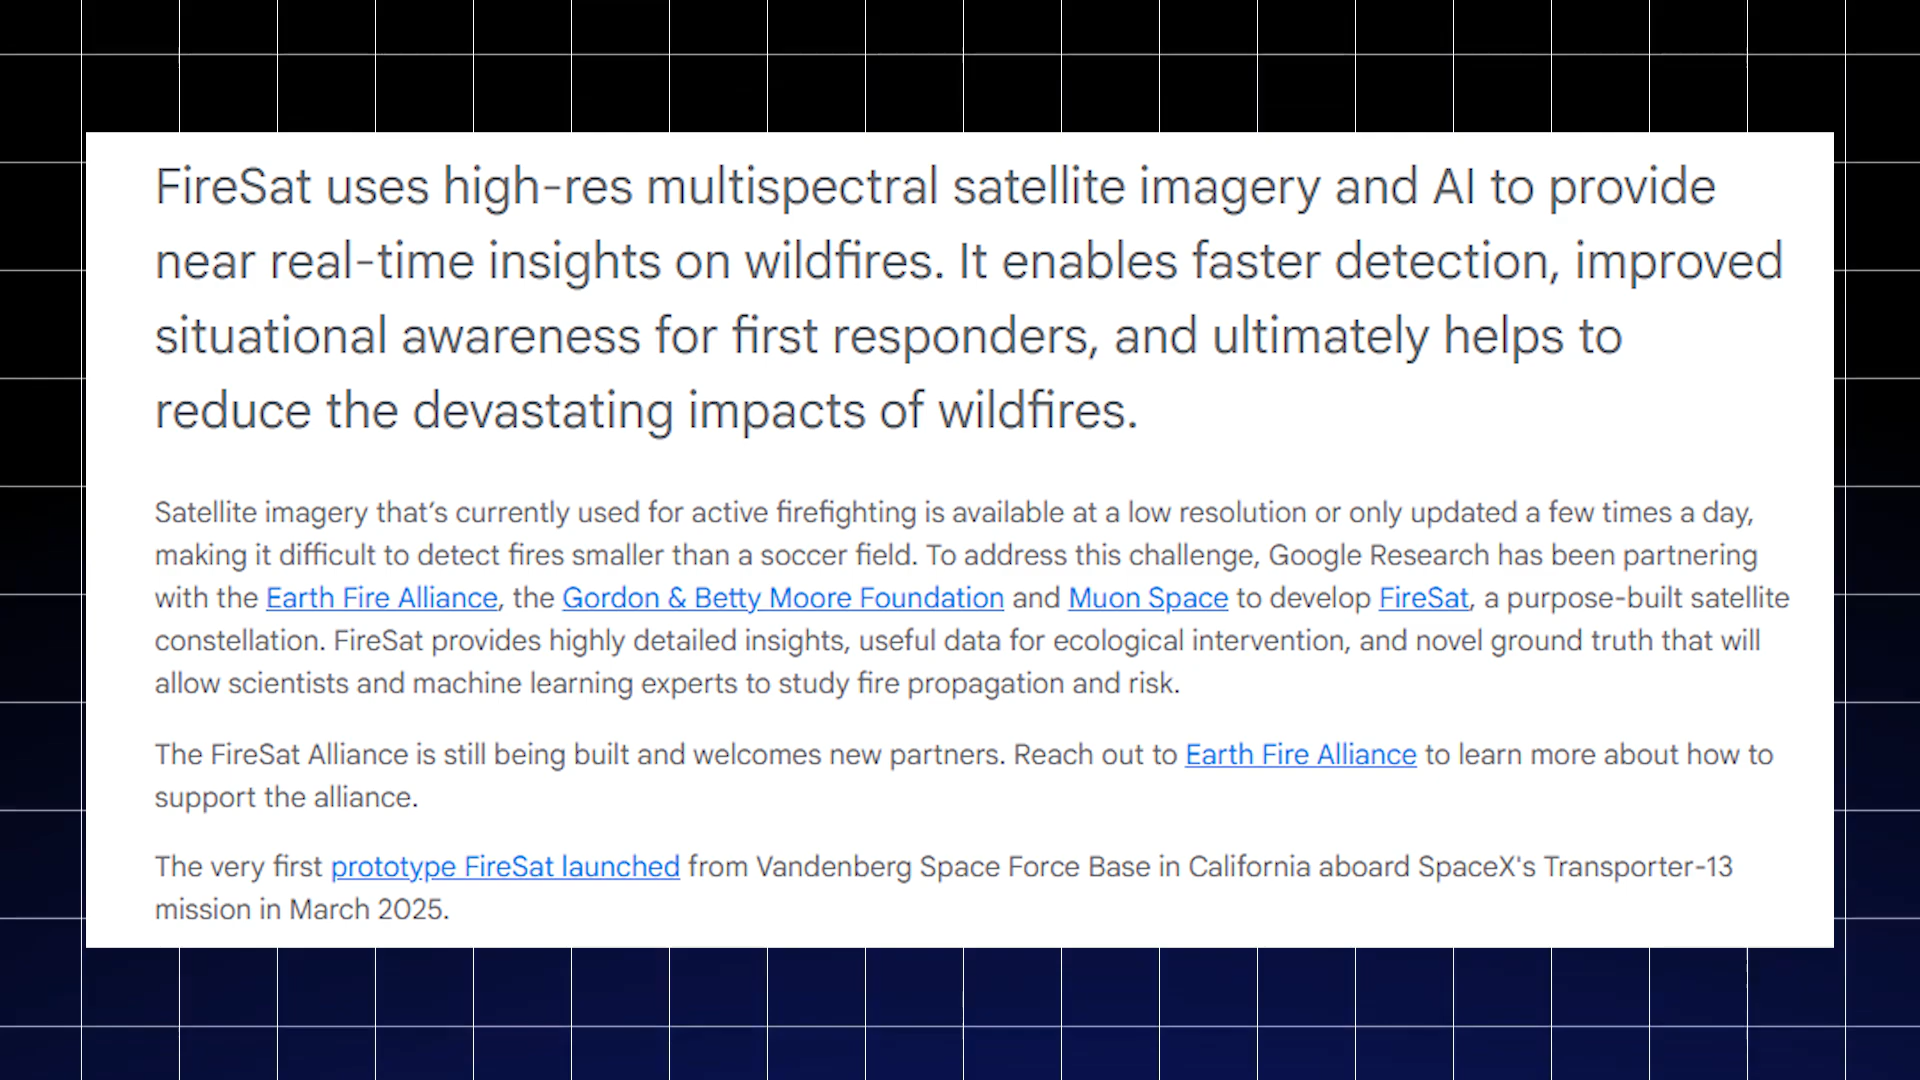 FireSat uses high-res multispectral satellite imagery and AI to provide
near real-time insights on wildfires. It enables faster detection, improved
situational awareness for first responders, and ultimately helps to
reduce the devastating impacts of wildfires.
Satellite imagery that’s currently used for active firefighting is available at a low resolution or only updated a few times a day,
making it difficult to detect fires smaller than a soccer field. To address this challenge, Google Research has been partnering
with the Earth Fire Alliance, the Gordon & Betty Moore Foundation and Muon Space to develop FireSat, a purpose-built satellite
constellation. FireSat provides highly detailed insights, useful data for ecological intervention, and novel ground truth that will
allow scientists and machine learning experts to study fire propagation and risk.
The FireSat Alliance is still being built and welcomes new partners. Reach out to Earth Fire Alliance to learn more about how to
support the alliance.
The very first prototype FireSat launched from Vandenberg Space Force Base in California aboard SpaceX's Transporter-13
mission in March 2025.